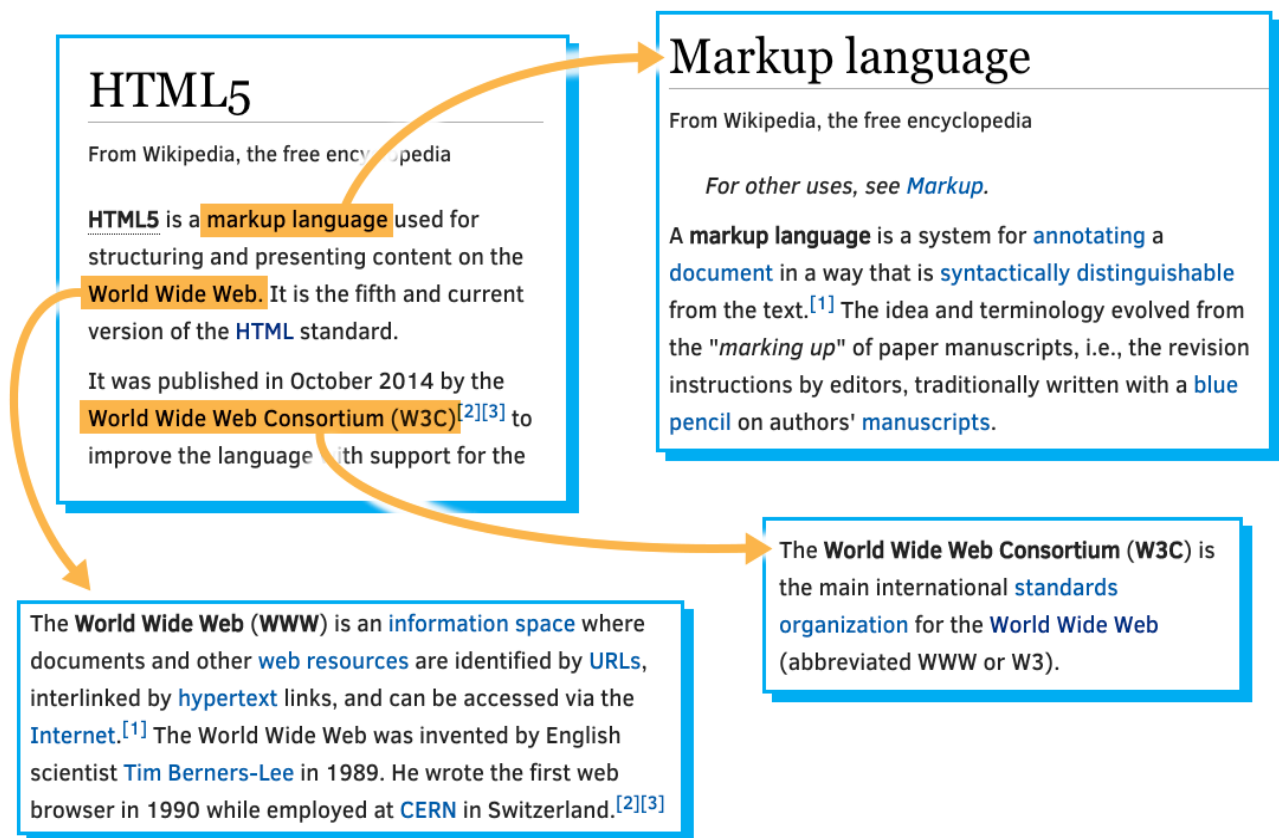 HTML5
From Wikipedia, the free encyclopedia
HTML5 is a markup language used for
structuring and presenting content on the
World Wide Web. It is the fifth and current
version of the HTML standard.
It was published in October 2014 by the
World Wide Web Consortium (W3C)[2][3] to
improve the language with support for the
Markup language
From Wikipedia, the free encyclopedia
For other uses, see Markup.
A markup language is a system for annotating a
document in a way that is syntactically distinguishable
from the text.[1] The idea and terminology evolved from
the "marking up" of paper manuscripts, i.e., the revision
instructions by editors, traditionally written with a blue
pencil on authors' manuscripts.
The World Wide Web Consortium (W3C) is
the main international standards
organization for the World Wide Web
(abbreviated WWW or W3).
The World Wide Web (WWW) is an information space where
documents and other web resources are identified by URLs,
interlinked by hypertext links, and can be accessed via the
Internet.[1] The World Wide Web was invented by English
scientist Tim Berners-Lee in 1989. He wrote the first web
browser in 1990 while employed at CERN in Switzerland.[2][3]